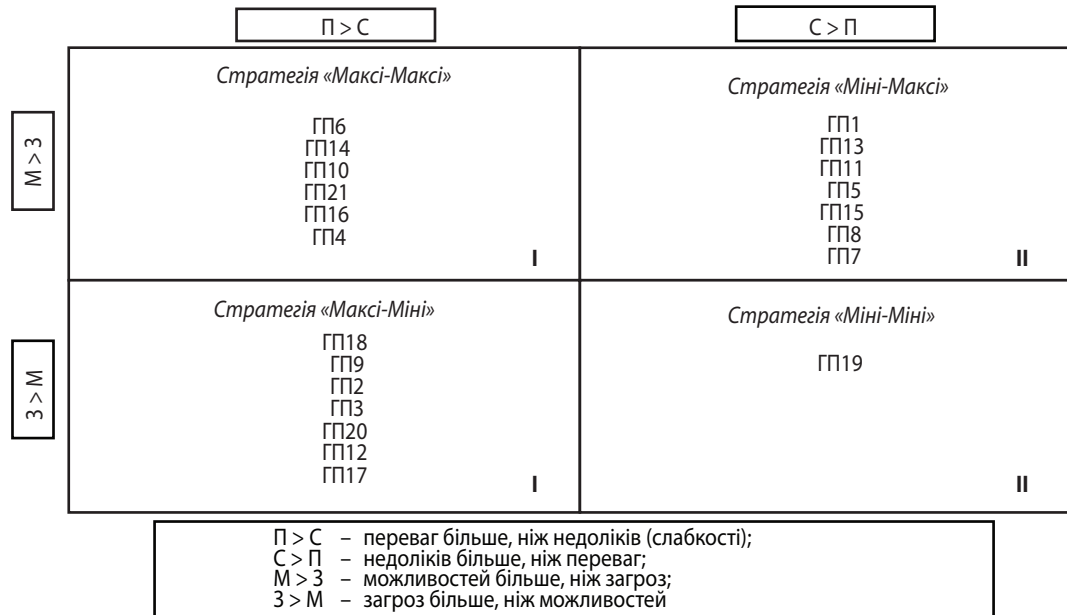 П > С
С > П
М > З
Стратегія «Максі-Максі»
ГП6
ГП14
ГП10
ГП21
ГП16
ГП4
I
Стратегія «Міні-Максі»
ГП1
ГП13
ГП11
ГП5
ГП15
ГП8
ГП7
II
З > М
Стратегія «Максі-Міні»
ГП18
ГП9
ГП2
ГП3
ГП20
ГП12
ГП17
I
Стратегія «Міні-Міні»
ГП19
II
П > С – переваг більше, ніж недоліків (слабкості);
С > П – недоліків більше, ніж переваг;
М > З – можливостей більше, ніж загроз;
З > М – загроз більше, ніж можливостей